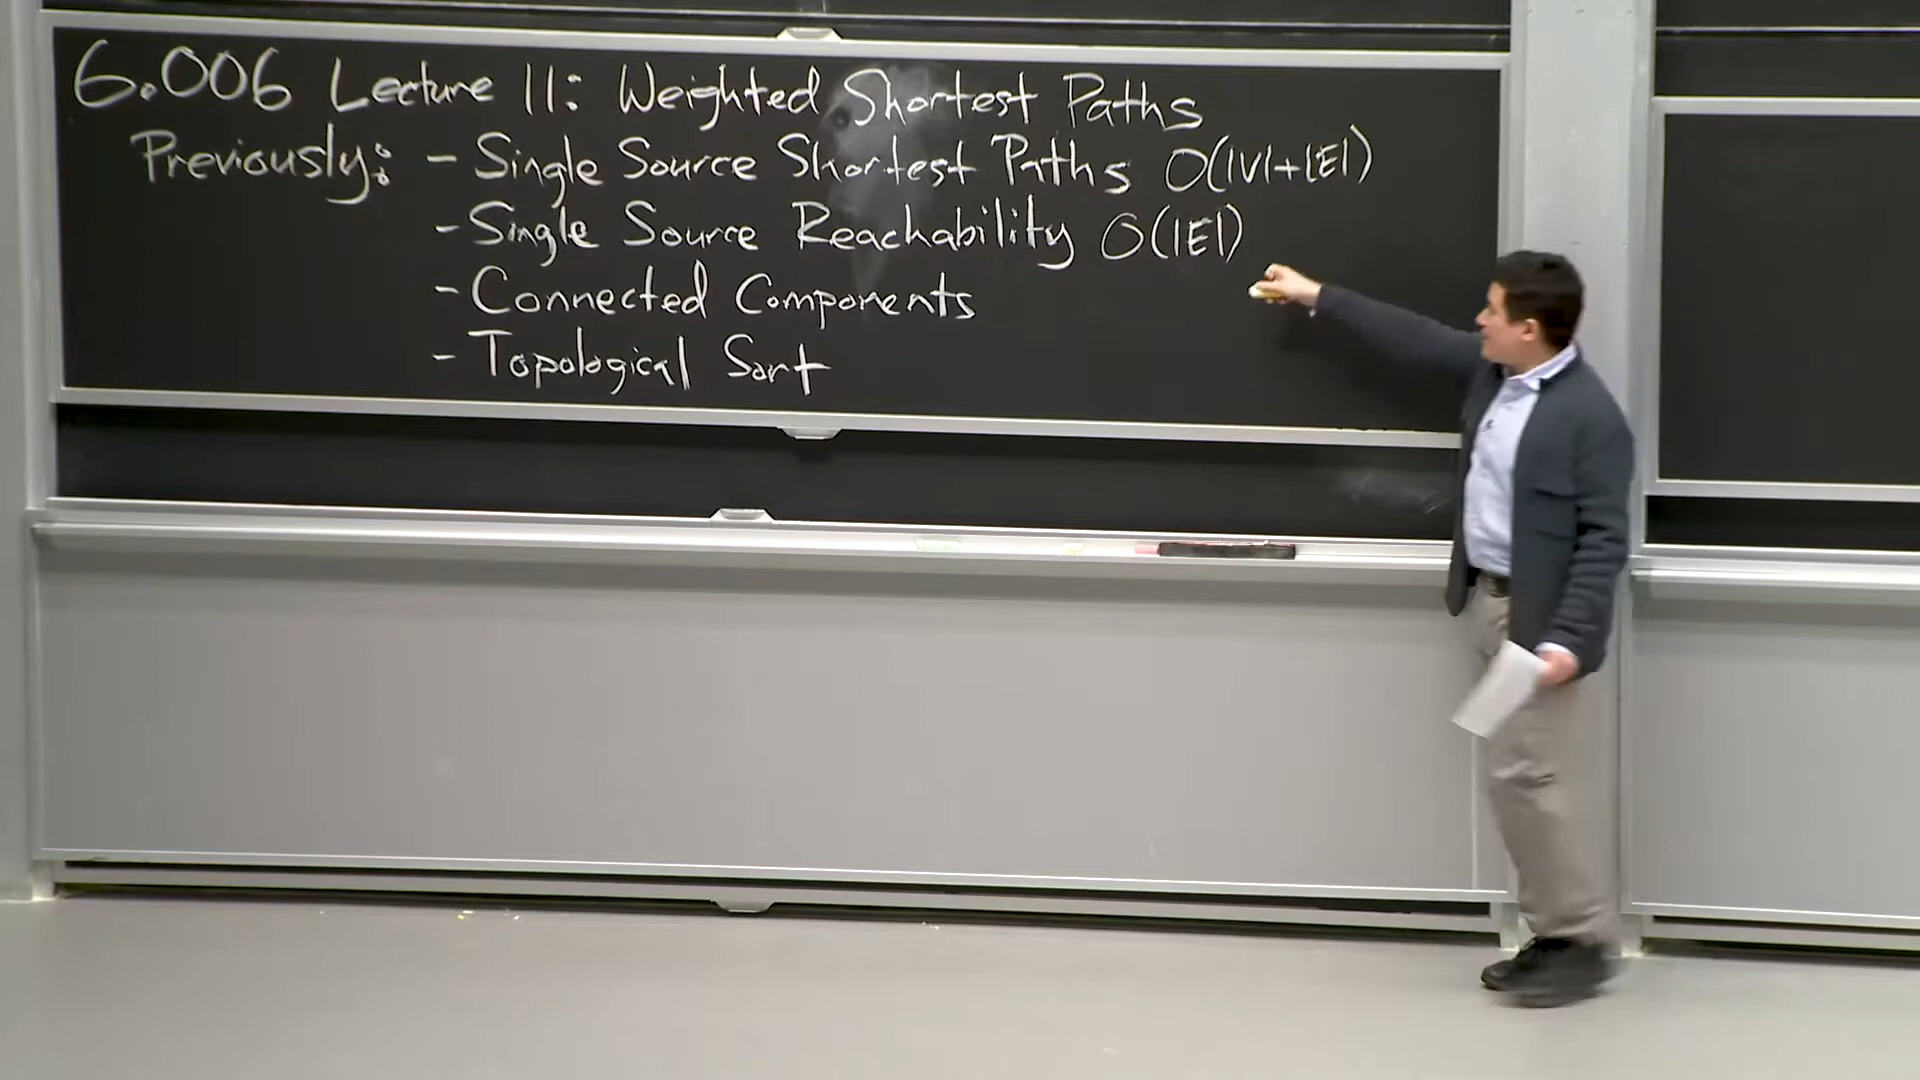 6.006 Lecture 11: Weighted Shortest Paths
Previously: - Single Source Shortest Paths O(|V|+|E|)
- Single Source Reachability O(|E|)
- Connected Components
- Topological Sort